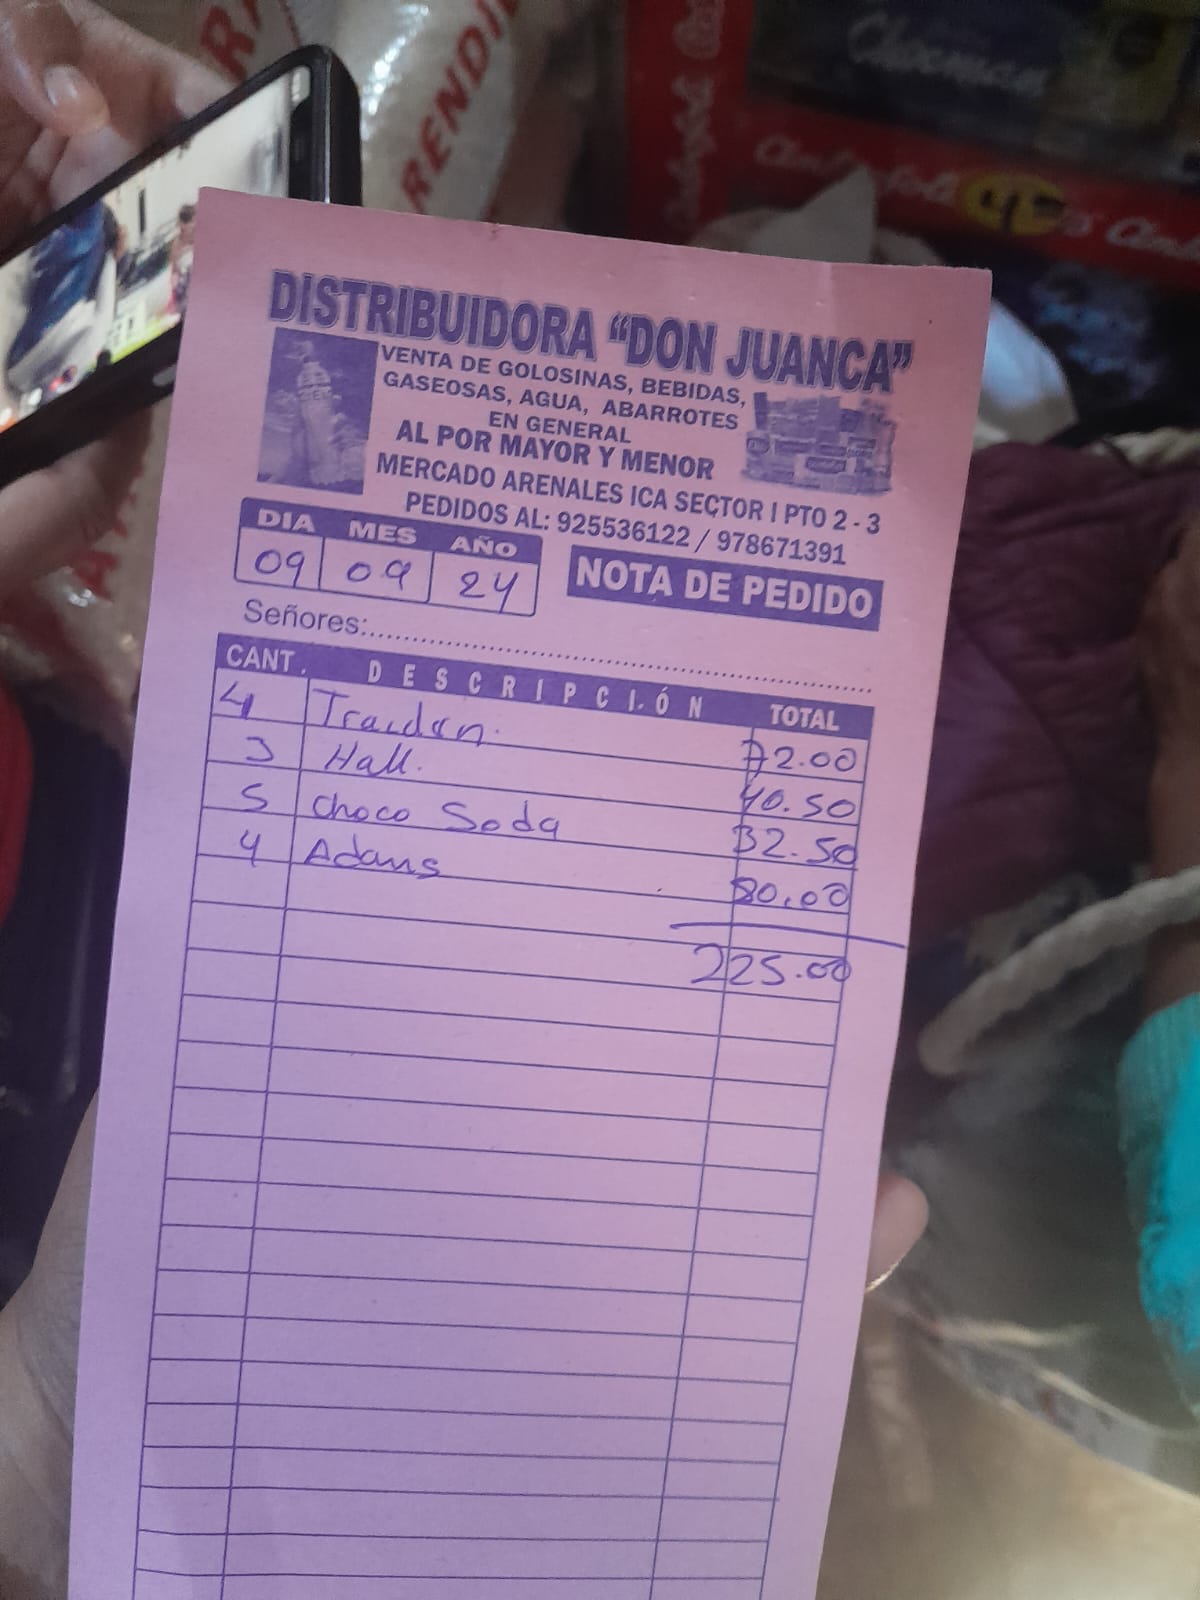 RENDI
DISTRIBUIDORA “DON JUANCA”
VENTA DE GOLOSINAS, BEBIDAS,
GASEOSAS, AGUA, ABARROTES
EN GENERAL
AL POR MAYOR Y MENOR
MERCADO ARENALES ICA SECTOR I PTO 2 - 3
PEDIDOS AL: 925536122 / 978671391
DIA MES AÑO
09 09 24
NOTA DE PEDIDO
Señores:
CANT. DESCRIPCIÓN TOTAL
4 72.00
3 Hall. 40.50
5 Choco Soda 32.50
4 Adams 80.00
225.00